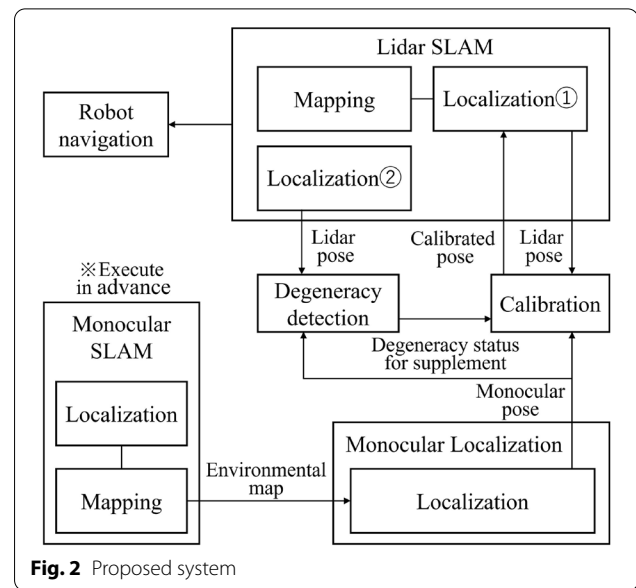 Lidar SLAM
Robot
navigation
Mapping
Localization①
Localization②
Lidar
pose
Calibrated
pose
Lidar
pose
※Execute
in advance
Degeneracy
detection
Calibration
Monocular
SLAM
Degeneracy status
for supplement
Localization
Monocular
pose
Monocular Localization
Environmental
map
Mapping
Localization
Fig. 2 Proposed system